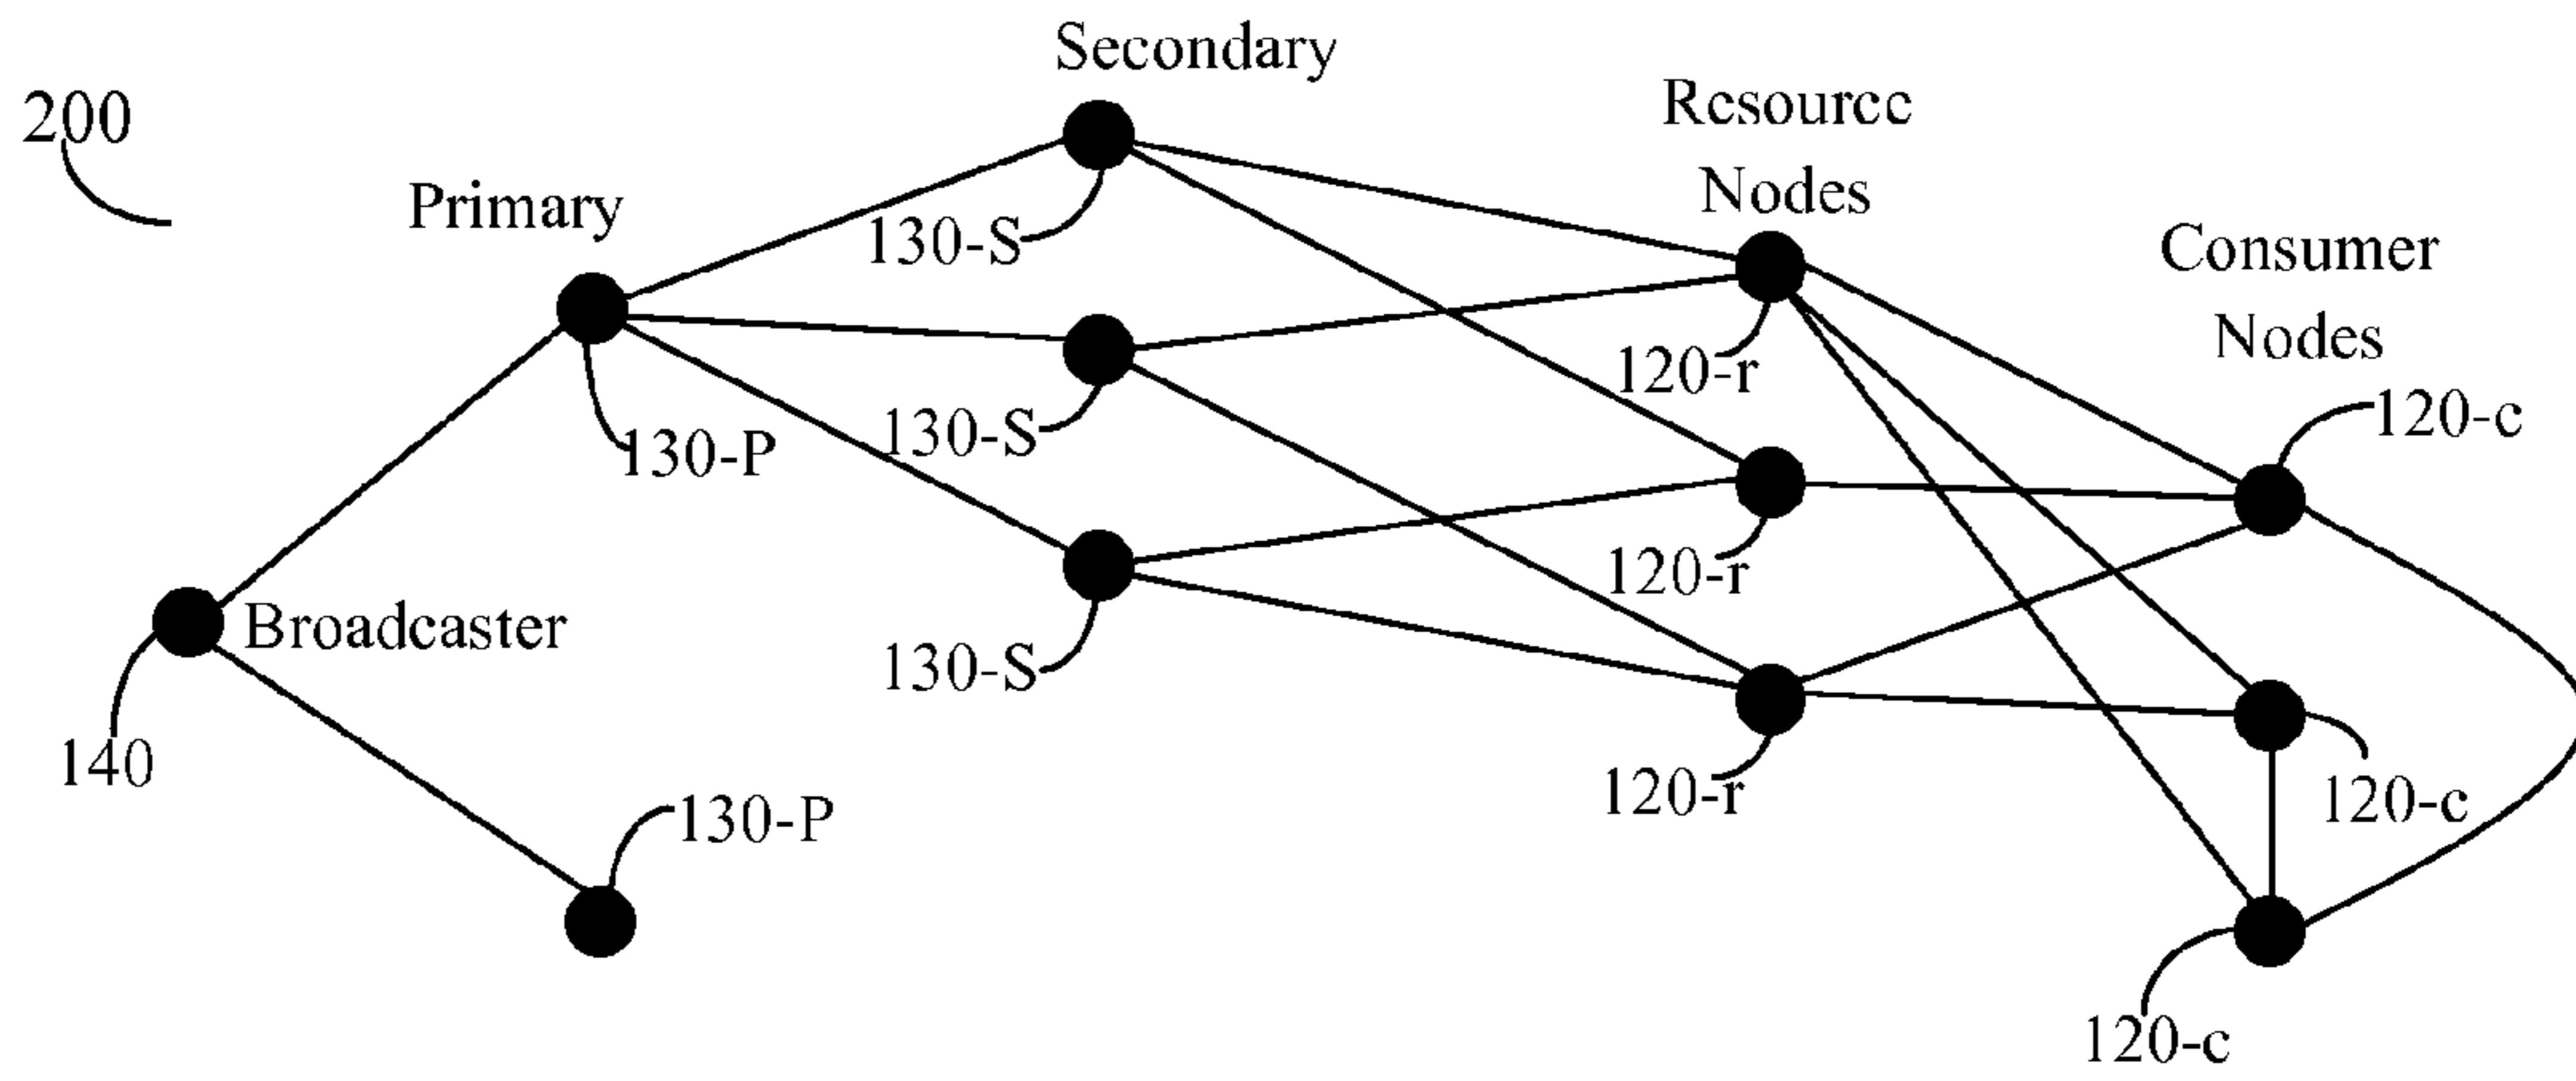 200
Primary
Secondary
Resource
Nodes
Consumer
Nodes
130-S
130-P
130-S
120-r
120-c
130-S
120-r
Broadcaster
140
130-P
120-r
120-c
120-c